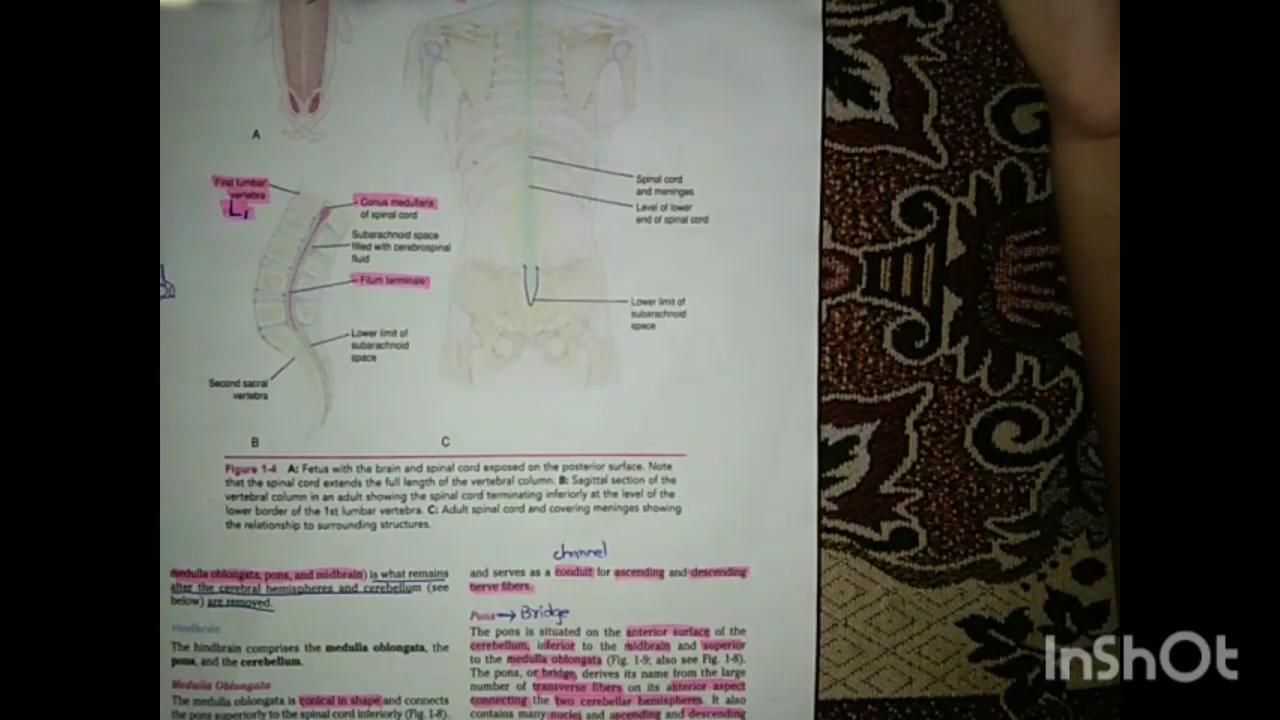 A
First lumbar
vertebra
L1
Conus medullaris
of spinal cord
Subarachnoid space
filled with cerebrospinal
fluid
Filum terminale
Lower limit of
subarachnoid
space
Second sacral
vertebra
B
Spinal cord
and meninges
Level of lower
end of spinal cord
Lower limit of
subarachnoid
space
C
Figure 1-4 A: Fetus with the brain and spinal cord exposed on the posterior surface. Note
that the spinal cord extends the full length of the vertebral column. B: Sagittal section of the
vertebral column in an adult showing the spinal cord terminating inferiorly at the level of the
lower border of the 1st lumbar vertebra. C: Adult spinal cord and covering meninges showing
the relationship to surrounding structures.
medulla oblongata, pons, and midbrain) is what remains
after the cerebral hemispheres and cerebellum (see
below) are removed.
Hindbrain
The hindbrain comprises the medulla oblongata, the
pons, and the cerebellum.
Medulla Oblongata
The medulla oblongata is conical in shape and connects
the pons superiorly to the spinal cord inferiorly (Fig. 1-8).
channel
and serves as a conduit for ascending and descending
nerve fibers.
Pons → Bridge
The pons is situated on the anterior surface of the
cerebellum, inferior to the midbrain and superior
to the medulla oblongata (Fig. 1-9; also see Fig. 1-8).
The pons, or bridge, derives its name from the large
number of transverse fibers on its anterior aspect
connecting the two cerebellar hemispheres. It also
contains many nuclei and ascending and descending
InShOt